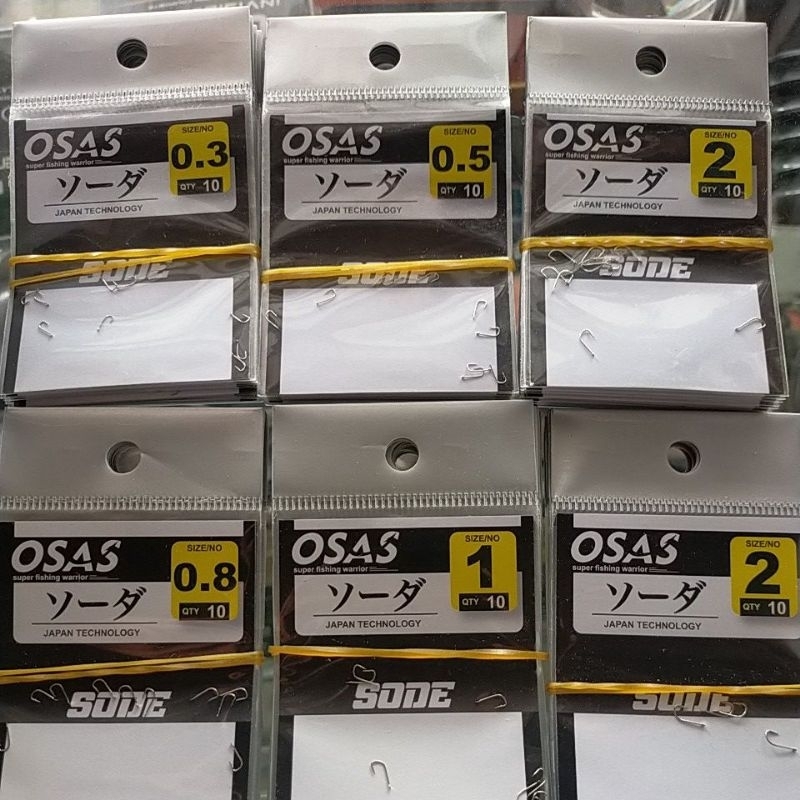 OSAS
super fishing warrior
SIZE/NO
0.3
QTY 10
ソーダ
JAPAN TECHNOLOGY
SODE
OSAS
super fishing warrior
SIZE/NO
0.5
QTY 10
ソーダ
JAPAN TECHNOLOGY
SODE
OSAS
super fishing warrior
SIZE/NO
2
QTY 10
ソーダ
JAPAN TECHNOLOGY
SODE
OSAS
super fishing warrior
SIZE/NO
0.8
QTY 10
ソーダ
JAPAN TECHNOLOGY
SODE
OSAS
super fishing warrior
SIZE/NO
1
QTY 10
ソーダ
JAPAN TECHNOLOGY
SODE
OSAS
super fishing warrior
SIZE/NO
2
QTY 10
ソーダ
JAPAN TECHNOLOGY
SODE